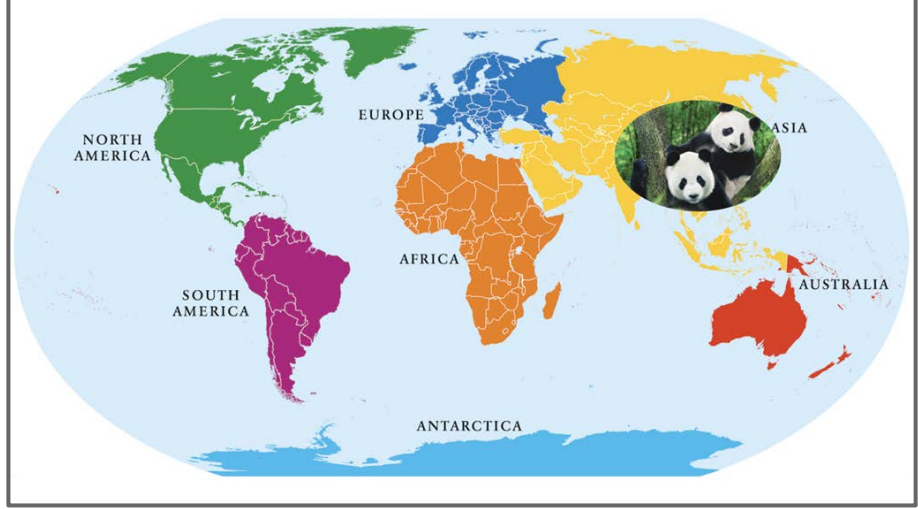 EUROPE
ASIA
NORTH
AMERICA
AFRICA
SOUTH
AMERICA
AUSTRALIA
ANTARCTICA